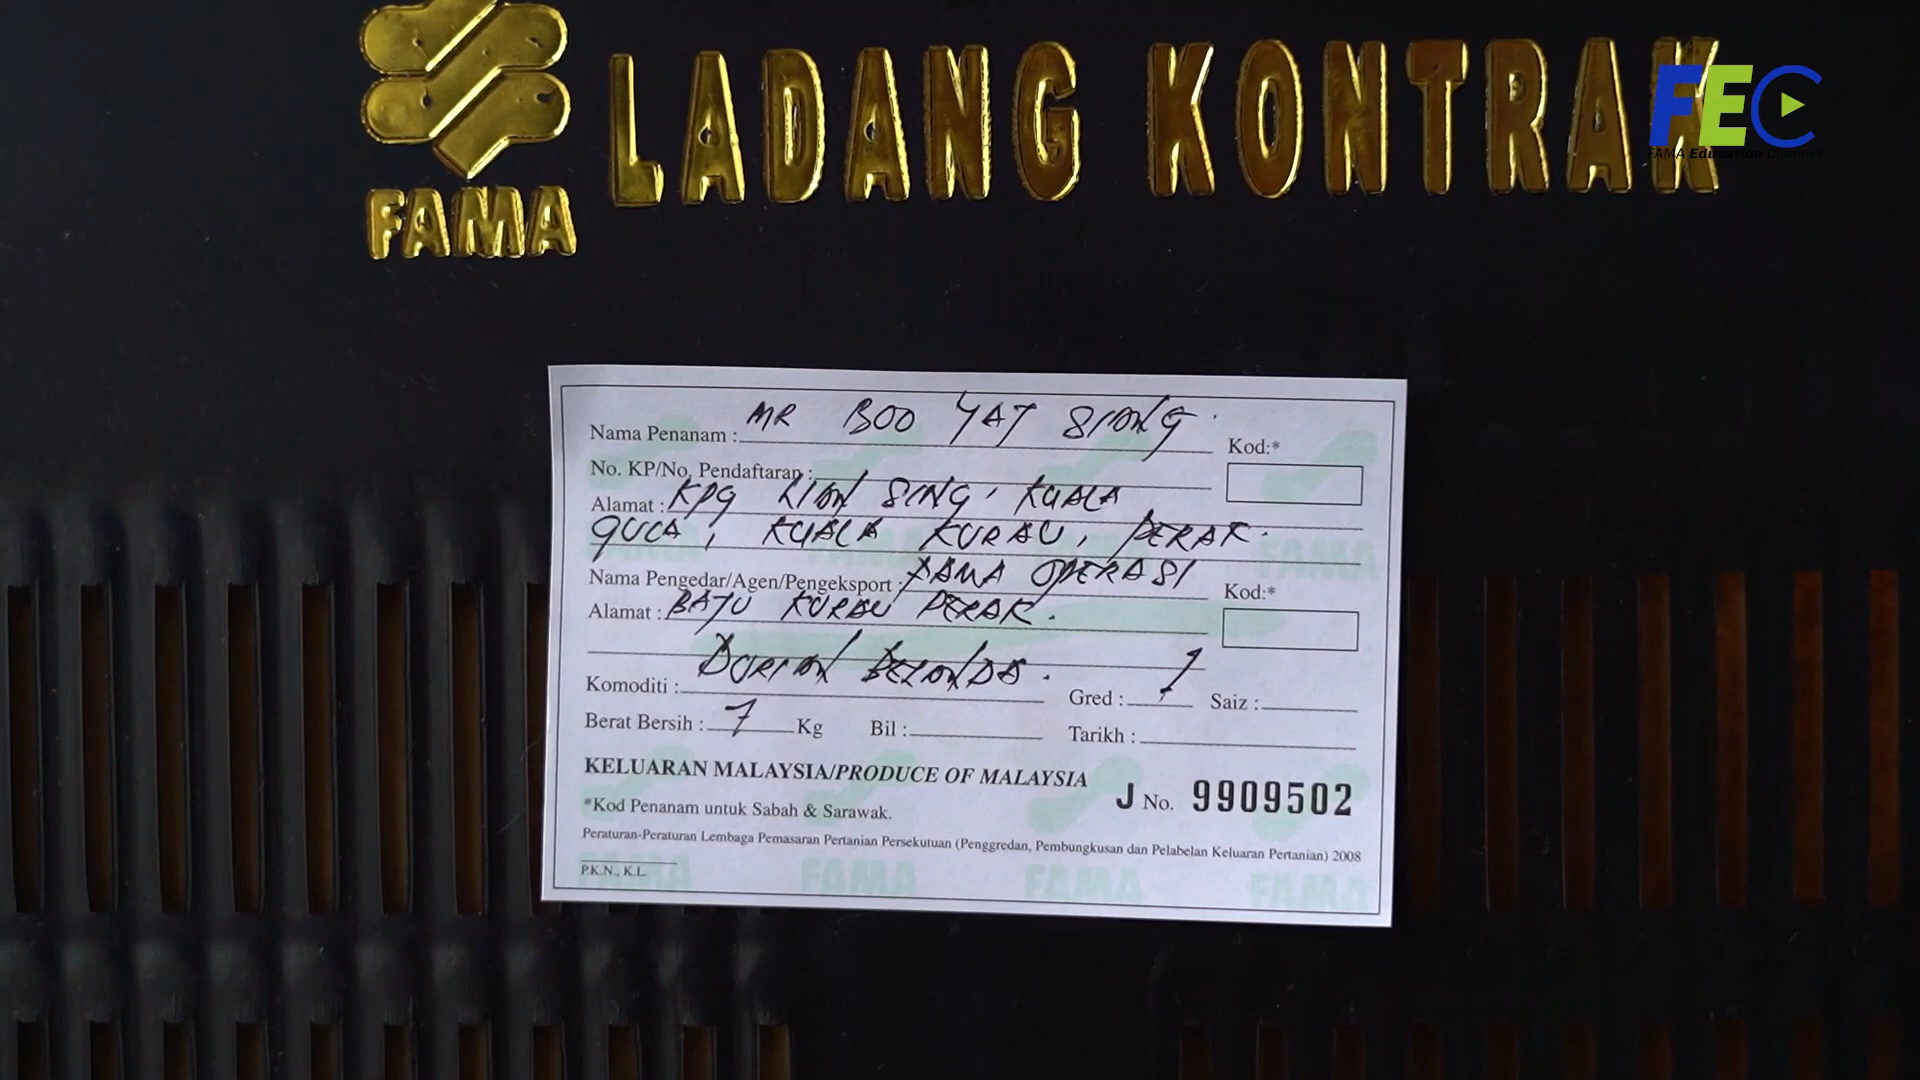 FAMA
LADANG KONTRAK
FEC
FAMA Education Channel
Nama Penanam : MR BOO YAT SIONG.
Kod:*
No. KP/No. Pendaftaran :
Alamat : KPG LIAN SING, KUALA
GULA, KUALA KURAU, PERAK.
Nama Pengedar/Agen/Pengeksport : FAMA OPERASI
Kod:*
Alamat : BATU KURAU PERAK.
Komoditi : DURIAN BELANDA. Gred : 1 Saiz :
Berat Bersih : 7 Kg Bil : Tarikh :
KELUARAN MALAYSIA/PRODUCE OF MALAYSIA
J No. 9909502
*Kod Penanam untuk Sabah & Sarawak.
Peraturan-Peraturan Lembaga Pemasaran Pertanian Persekutuan (Penggredan, Pembungkusan dan Pelabelan Keluaran Pertanian) 2008
P.K.N., K.L.